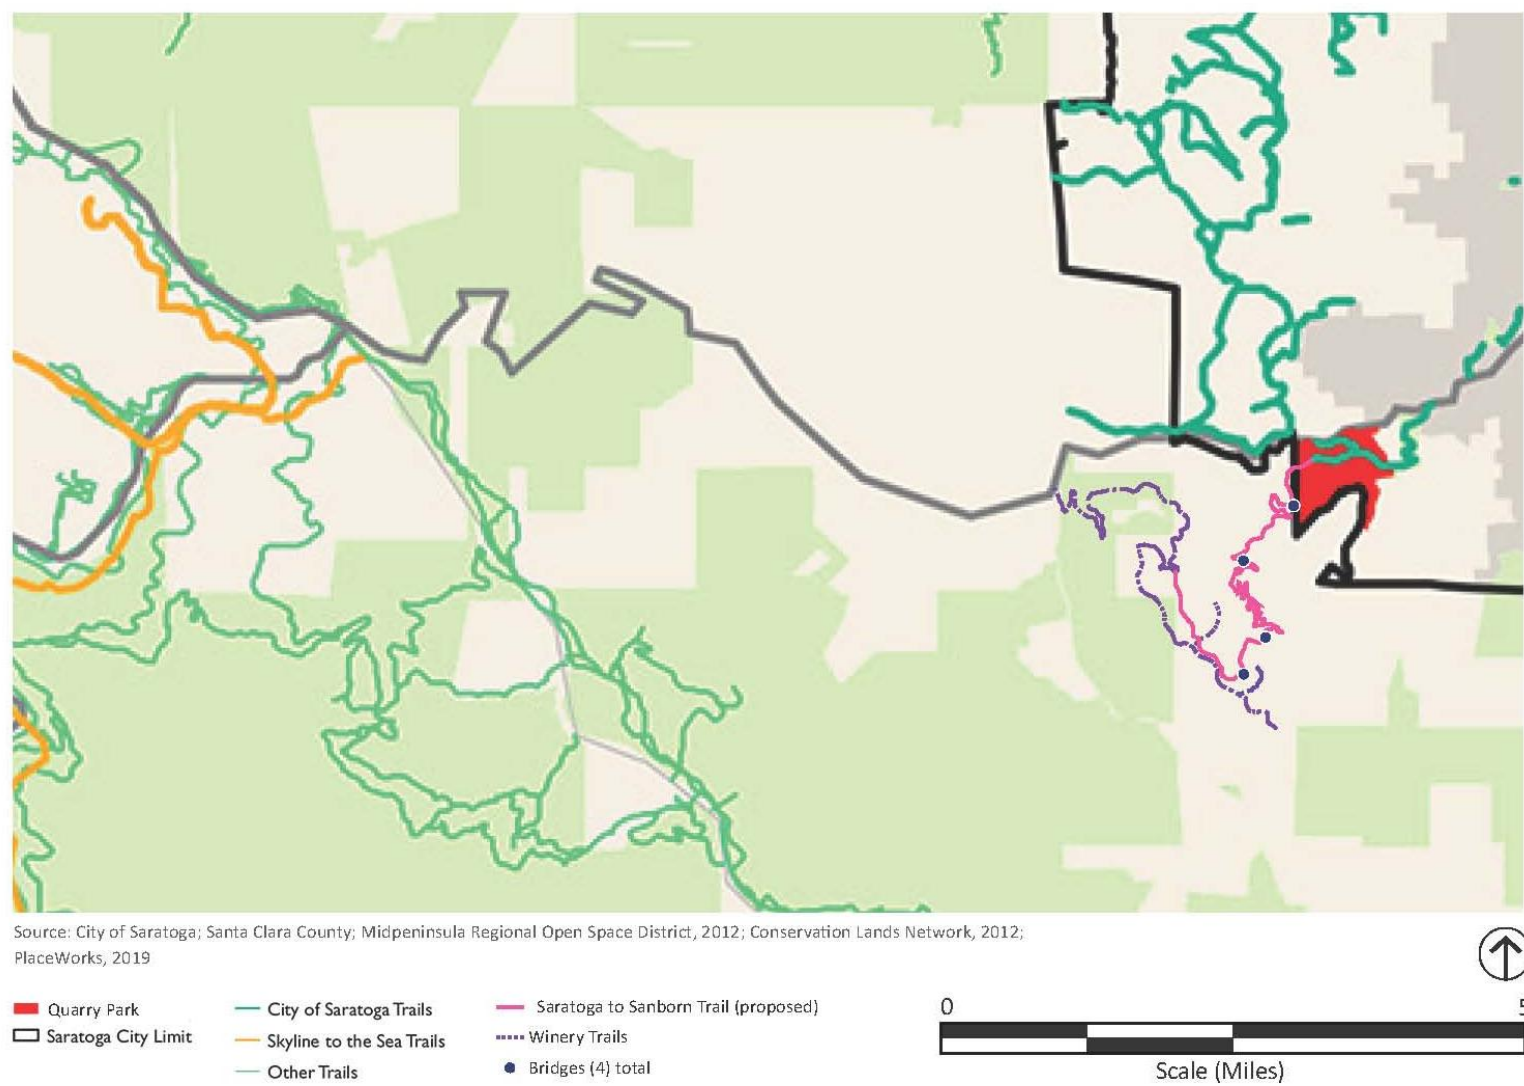 Source: City of Saratoga; Santa Clara County; Midpeninsula Regional Open Space District, 2012; Conservation Lands Network, 2012;
PlaceWorks, 2019
Quarry Park
Saratoga City Limit
City of Saratoga Trails
Skyline to the Sea Trails
Other Trails
Saratoga to Sanborn Trail (proposed)
Winery Trails
Bridges (4) total
0 5
Scale (Miles)